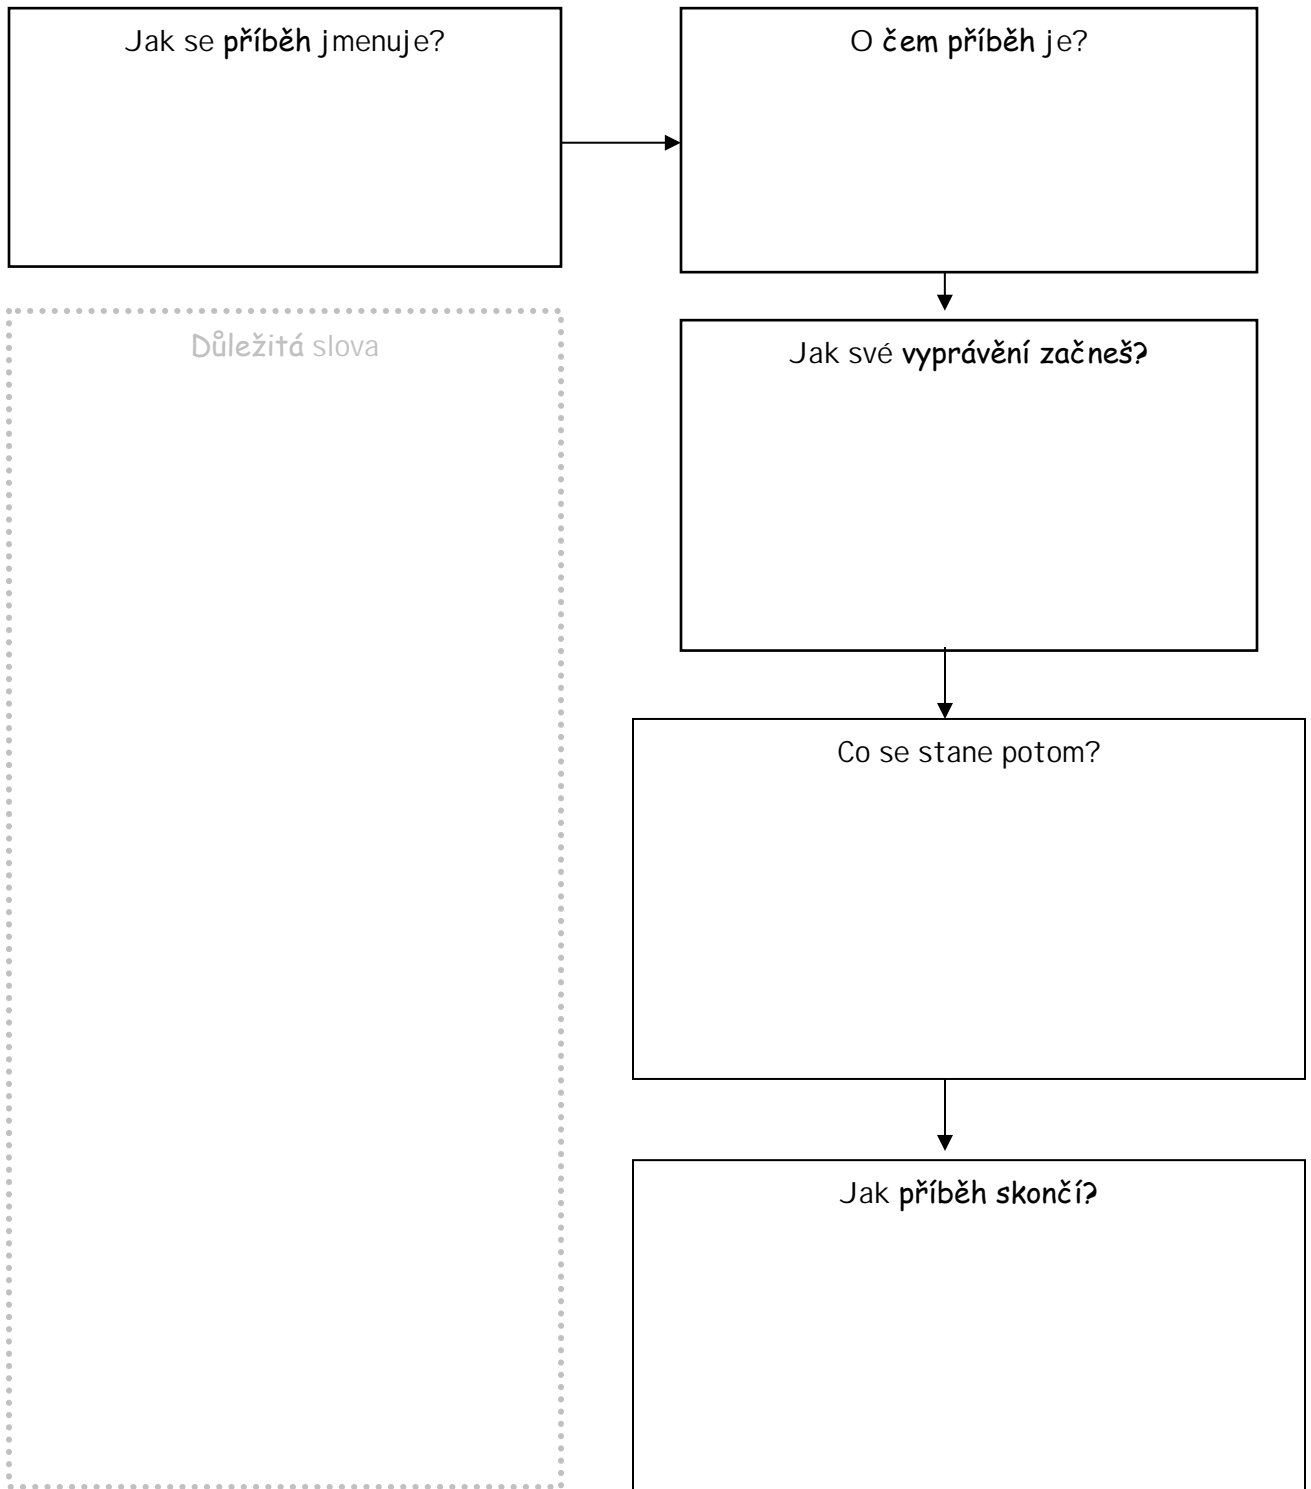 Jak se příběh jmenuje?
O čem příběh je?
Důležitá slova
Jak své vyprávění začneš?
Co se stane potom?
Jak příběh skončí?